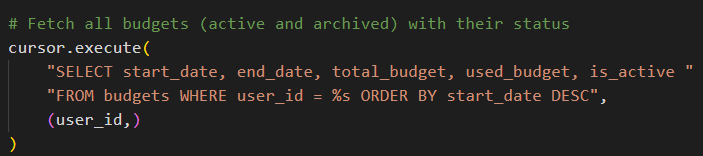 # Fetch all budgets (active and archived) with their status
cursor.execute(
    "SELECT start_date, end_date, total_budget, used_budget, is_active "
    "FROM budgets WHERE user_id = %s ORDER BY start_date DESC",
    (user_id,)
)